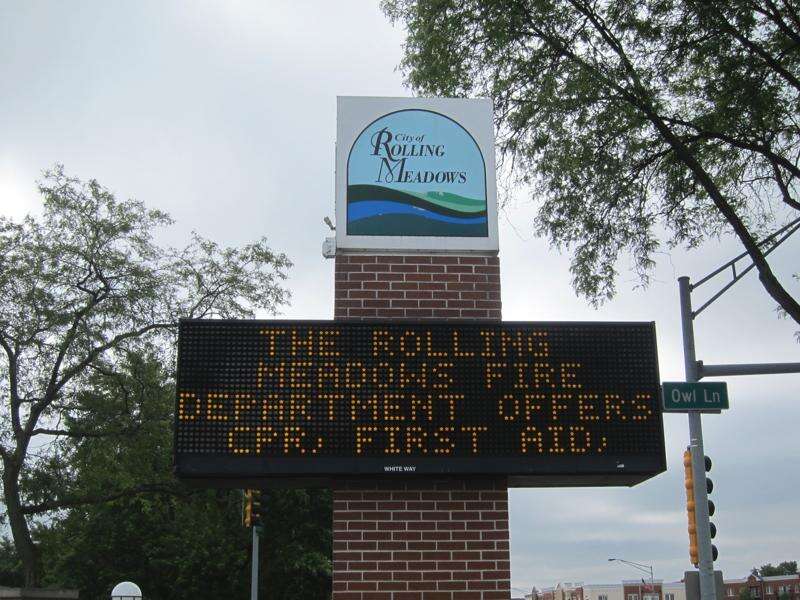 City of
ROLLING
MEADOWS
THE ROLLING
MEADOWS FIRE
DEPARTMENT OFFERS
CPR, FIRST AID,
WHITE WAY
Owl Ln